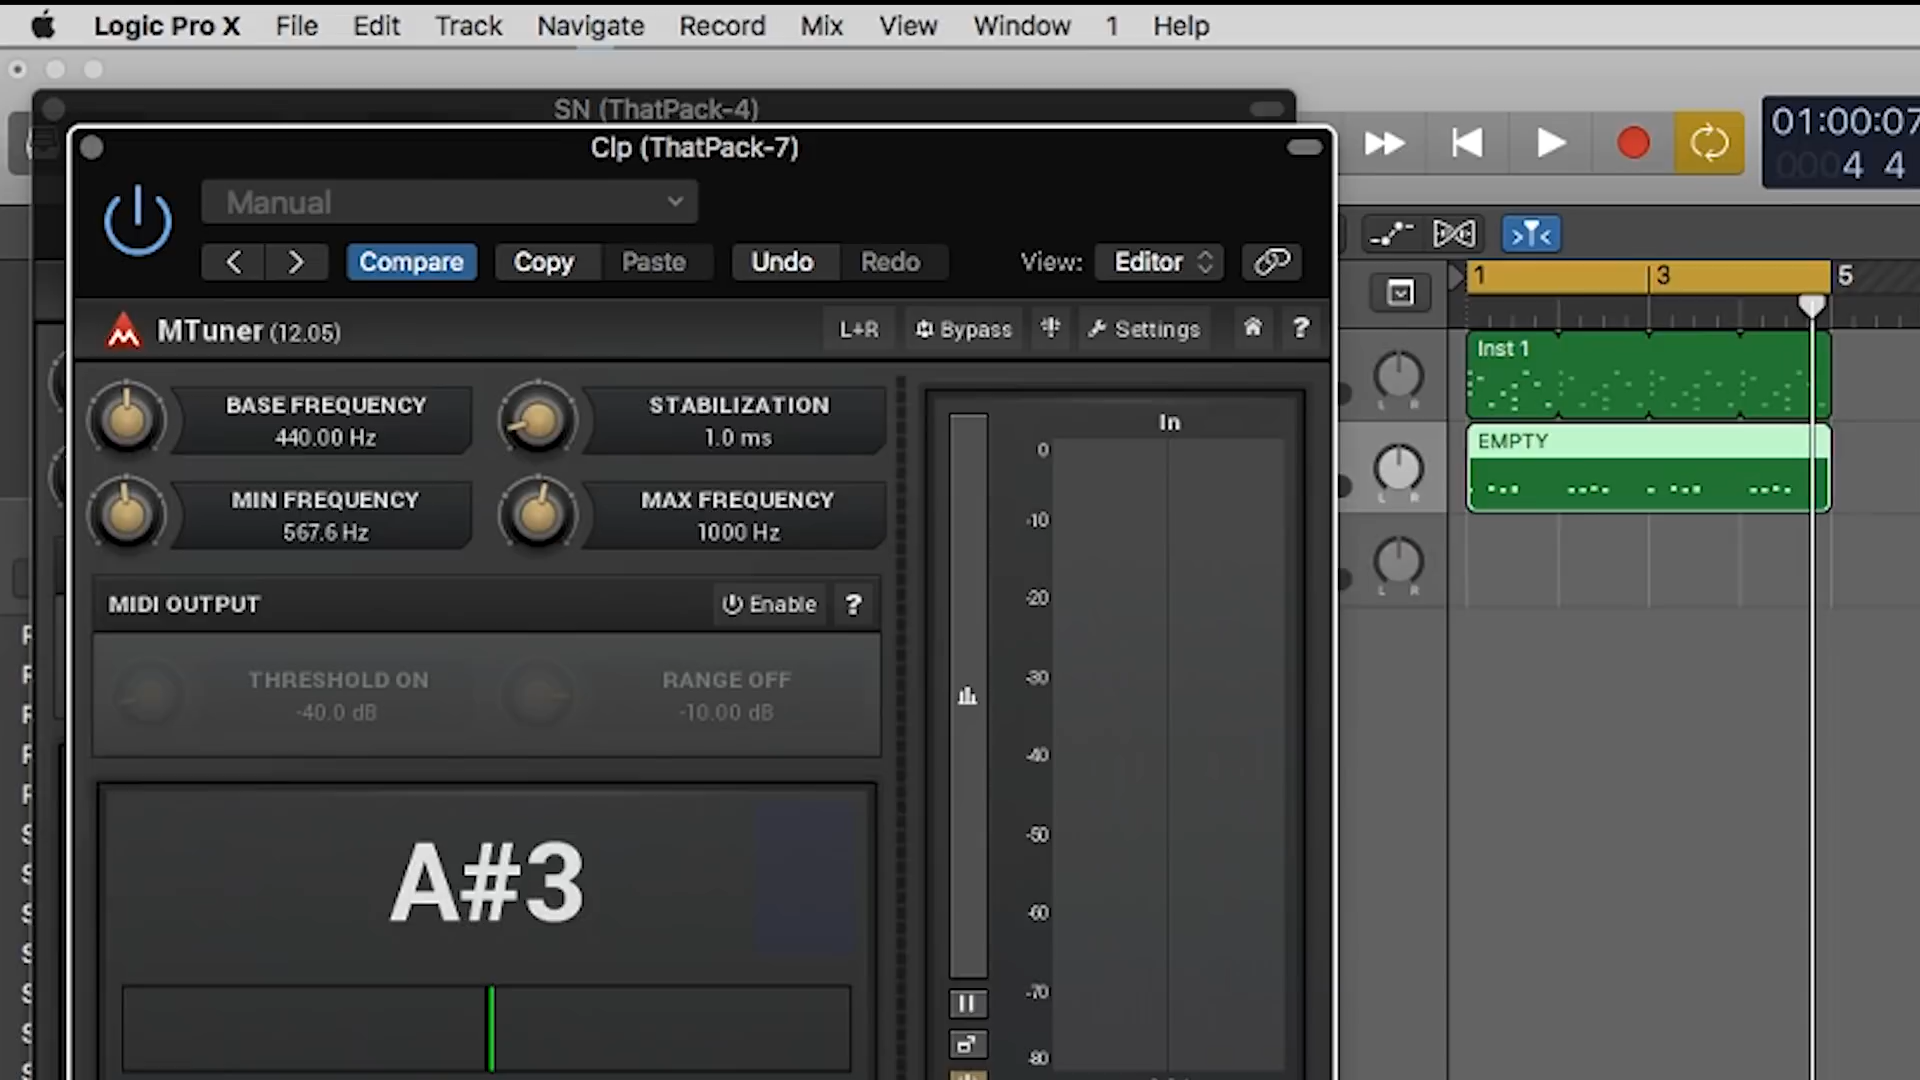 Logic Pro X File Edit Track Navigate Record Mix View Window 1 Help
SN (ThatPack-4)
Clp (ThatPack-7)
01:00:07
4 4
Manual
Compare Copy Paste Undo Redo View: Editor
1 3 5
MTuner (12.05) L+R Bypass Settings ?
Inst 1
BASE FREQUENCY
440.00 Hz
STABILIZATION
1.0 ms
MIN FREQUENCY
567.6 Hz
MAX FREQUENCY
1000 Hz
EMPTY
L R
L R
L R
MIDI OUTPUT Enable ?
THRESHOLD ON
-40.0 dB
RANGE OFF
-10.00 dB
A#3
In
0
-10
-20
-30
-40
-50
-60
-70
-80